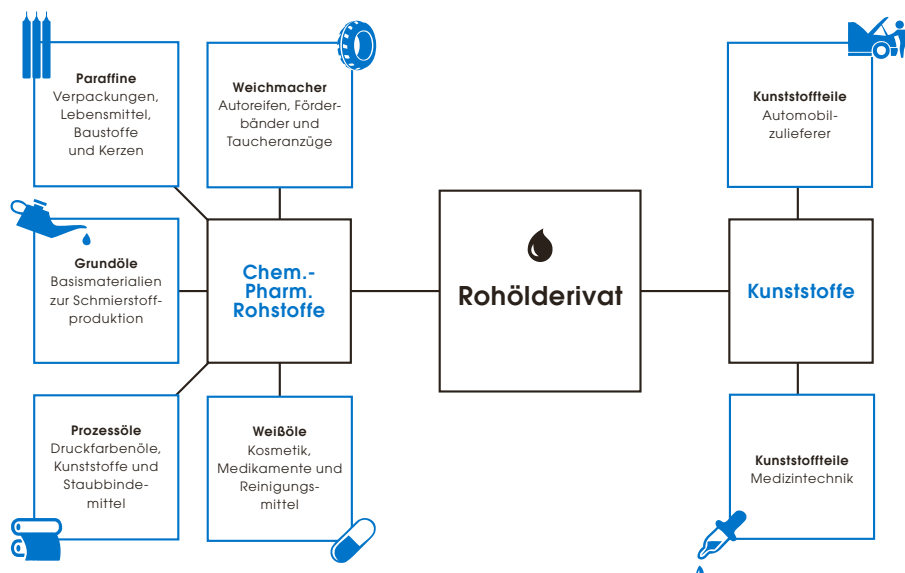 Paraffine
Verpackungen,
Lebensmittel,
Baustoffe
und Kerzen
Weichmacher
Autoreifen, Förder-
bänder und
Taucheranzüge
Kunststoffteile
Automobil-
zulieferer
Grundöle
Basismaterialien
zur Schmierstoff-
produktion
Chem.-
Pharm.
Rohstoffe
Rohölderivat
Kunststoffe
Prozessöle
Druckfarbenöle,
Kunststoffe und
Staubbinde-
mittel
Weißöle
Kosmetik,
Medikamente und
Reinigungs-
mittel
Kunststoffteile
Medizintechnik